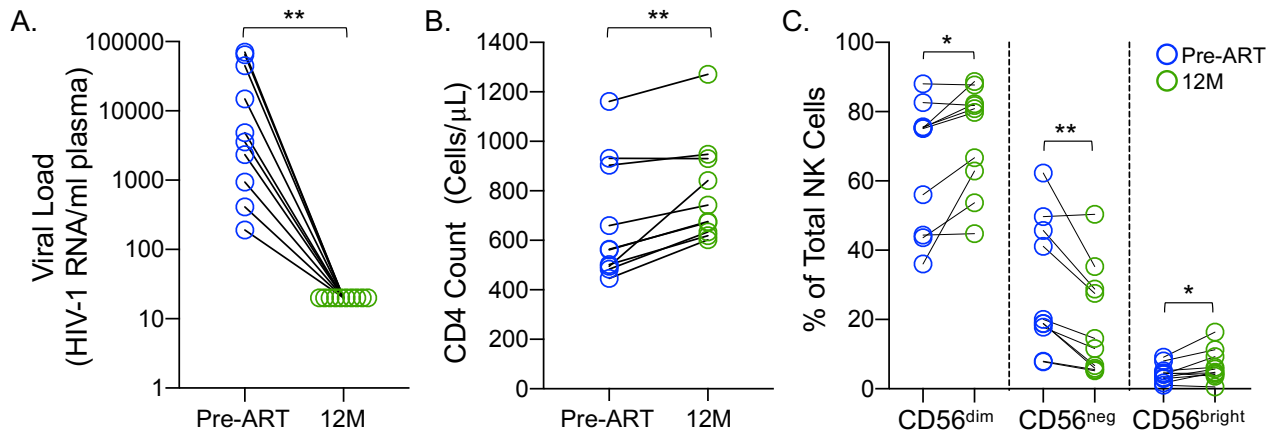 A.
**
100000
10000
1000
100
10
1
Viral Load
(HIV-1 RNA/ml plasma)
Pre-ART 12M
B.
**
1400
1200
1000
800
600
400
200
0
CD4 Count (Cells/μL)
Pre-ART 12M
C.
*
**
*
100
80
60
40
20
0
% of Total NK Cells
Pre-ART
12M
CD56dim CD56neg CD56bright